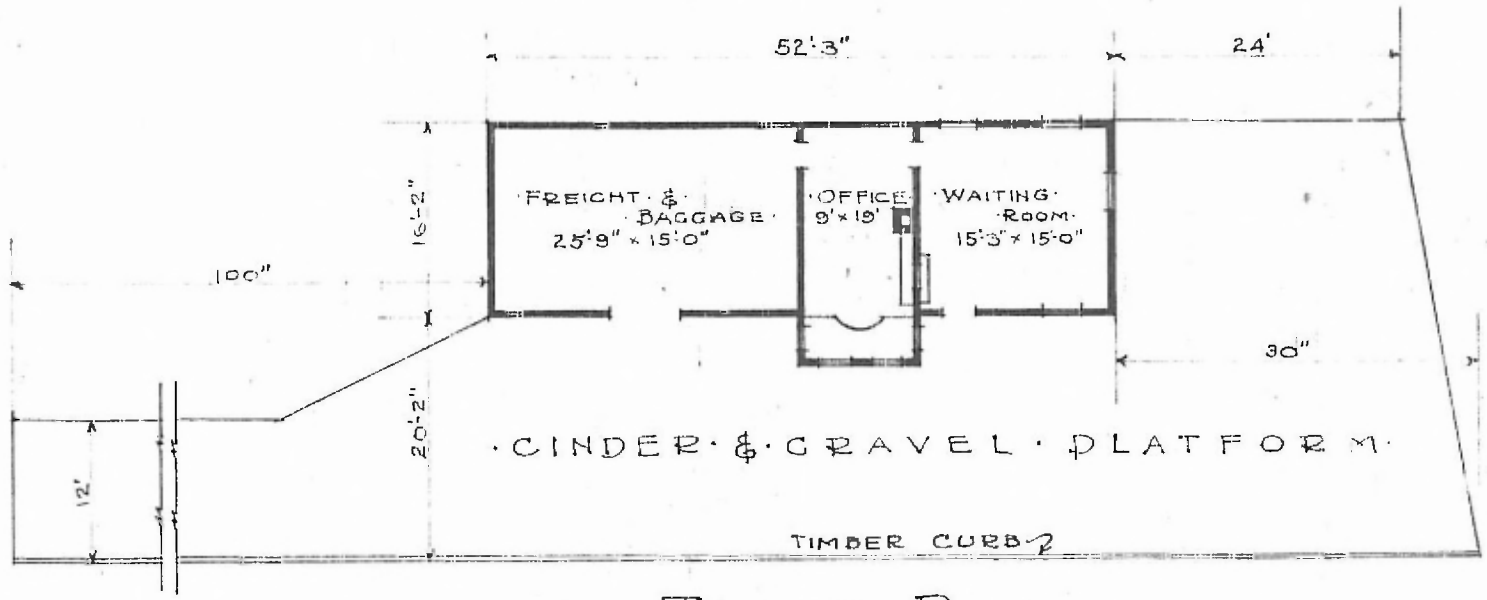 52'-3"
24'
16'-2"
·FREIGHT· &·
·BAGGAGE·
25'-9" x 15'-0"
·OFFICE·
9' x 19'
·WAITING·
·ROOM·
15'-3" x 15'-0"
100"
30"
20'-2"
12'
·CINDER·&·GRAVEL·PLATFORM·
TIMBER CURB